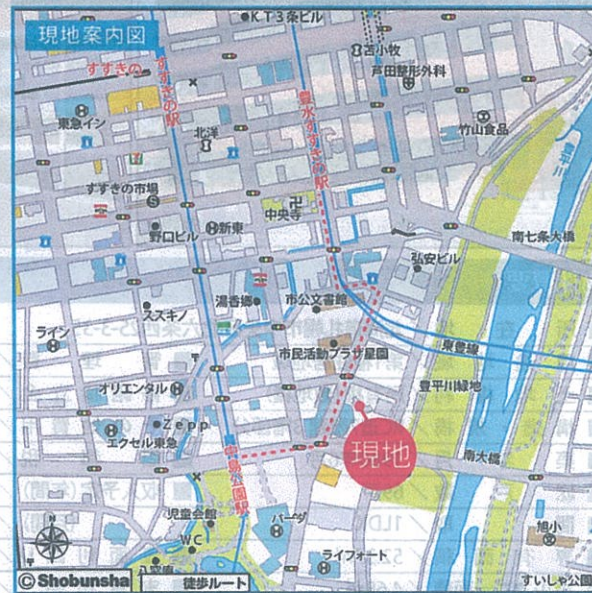 現地案内図
KT3条ビル
苫小牧
芦田整形外科
すすきの
すすきの駅
豊水すすきの駅
竹山食品
豊平川
東急イン
北洋
すすきの市場
中央寺
野口ビル
新東
南七条大橋
弘安ビル
湯香郷
市公文書館
ススキノ
ライン
市民活動プラザ星園
東豊線
豊平川緑地
オリエンタル
Zepp
エクセル東急
中島公園駅
現地
南大橋
児童会館
WC
パーク
ライフォート
旭小
八窓庵
すいしゃ公園
© Shobunsha
徒歩ルート